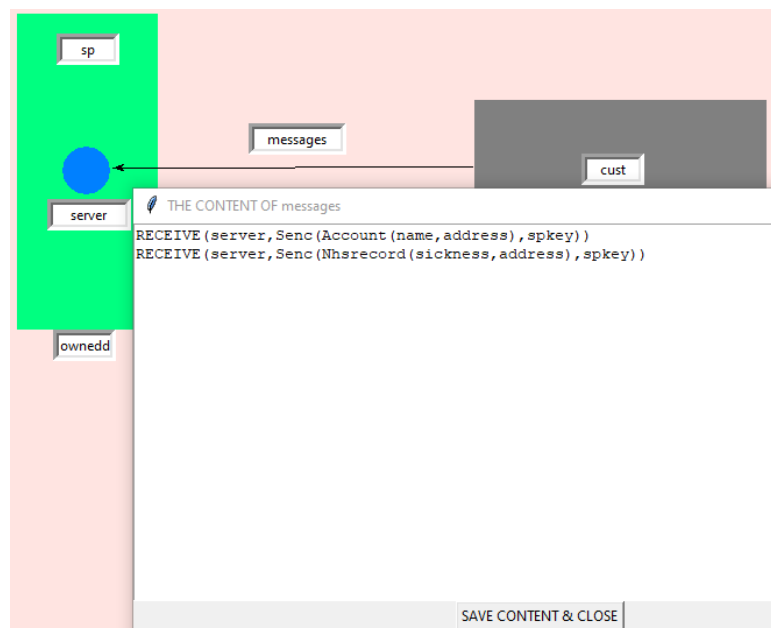 sp
messages
cust
server
THE CONTENT OF messages
RECEIVE(server,Senc(Account(name,address),spkey))
RECEIVE(server,Senc(Nhsrecord(sickness,address),spkey))
ownedd
SAVE CONTENT & CLOSE